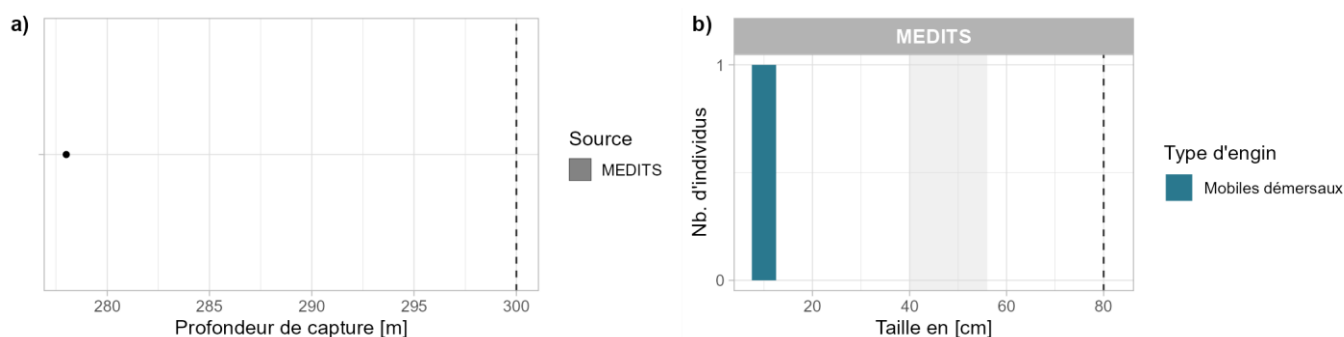 a)
280
285
290
295
300
Profondeur de capture [m]
Source
MEDITS
b)
MEDITS
Nb. d'individus
1
0
20
40
60
80
Taille en [cm]
Type d'engin
Mobiles démersaux